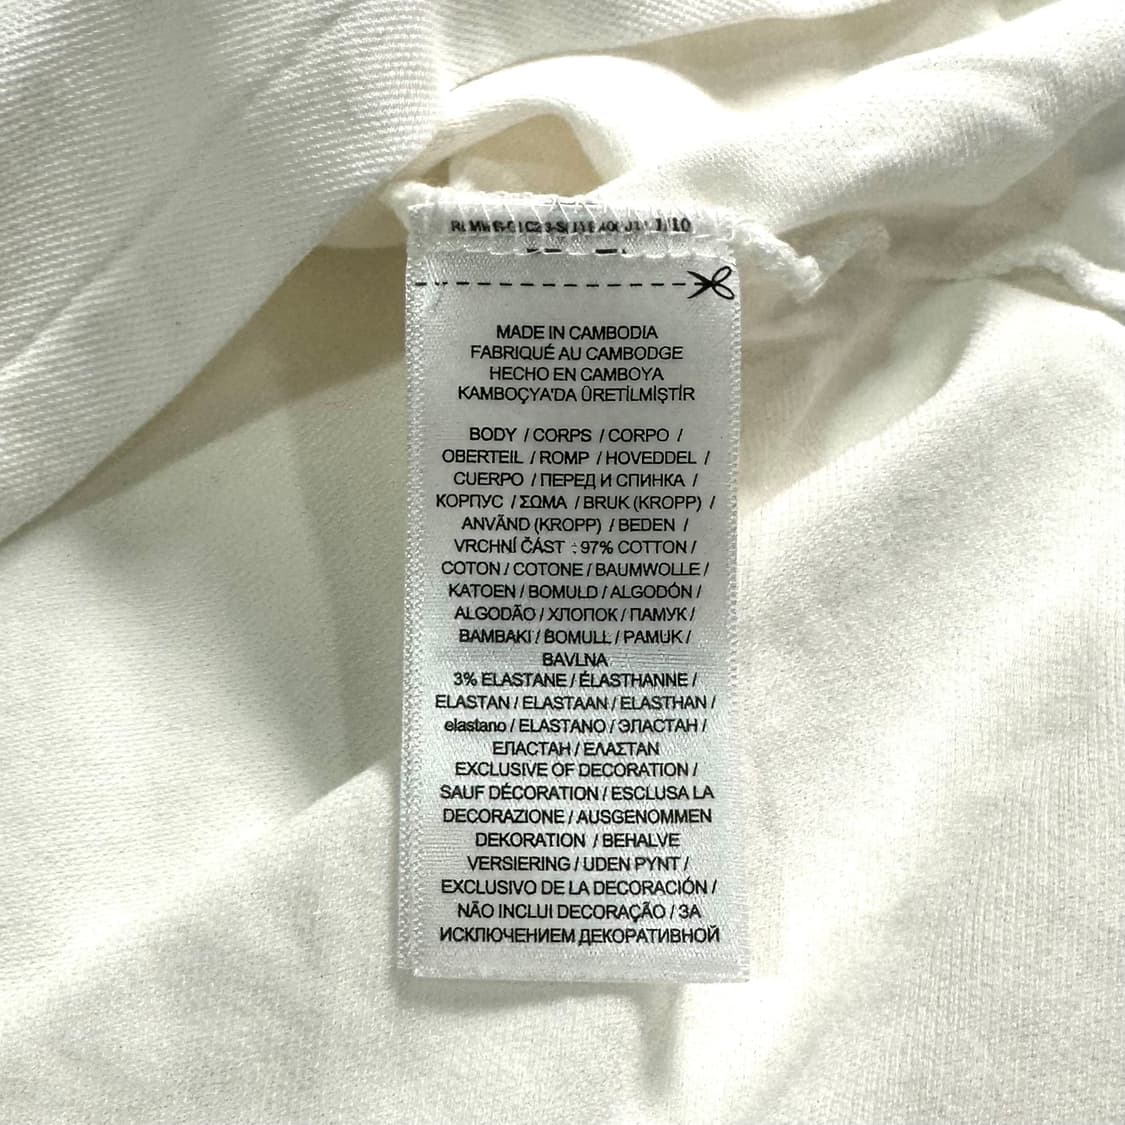 MADE IN CAMBODIA
FABRIQUÉ AU CAMBODGE
HECHO EN CAMBOYA
KAMBOÇYA'DA ÜRETİLMİŞTİR
BODY / CORPS / CORPO /
OBERTEIL / ROMP / HOVEDDEL /
CUERPO / ПЕРЕД И СПИНКА /
КОРПУС / ΣΩΜΑ / BRUK (KROPP) /
ANVÃND (KROPP) / BEDEN /
VRCHNÍ ČÁST : 97% COTTON /
COTON / COTONE / BAUMWOLLE /
KATOEN / BOMULD / ALGODÓN /
ALGODÃO / ХЛОПОК / ПАМУК /
BAMBAKI / BOMULL / PAMUK /
BAVLNA
3% ELASTANE / ÉLASTHANNE /
ELASTAN / ELASTAAN / ELASTHAN /
elastano / ELASTANO / ЭЛАСТАН /
ЕЛАСТАН / ΕΛΑΣΤΑΝ
EXCLUSIVE OF DECORATION /
SAUF DÉCORATION / ESCLUSA LA
DECORAZIONE / AUSGENOMMEN
DEKORATION / BEHALVE
VERSIERING / UDEN PYNT /
EXCLUSIVO DE LA DECORACIÓN /
NÃO INCLUI DECORAÇÃO / ЗА
ИСКЛЮЧЕНИЕМ ДЕКОРАТИВНОЙ